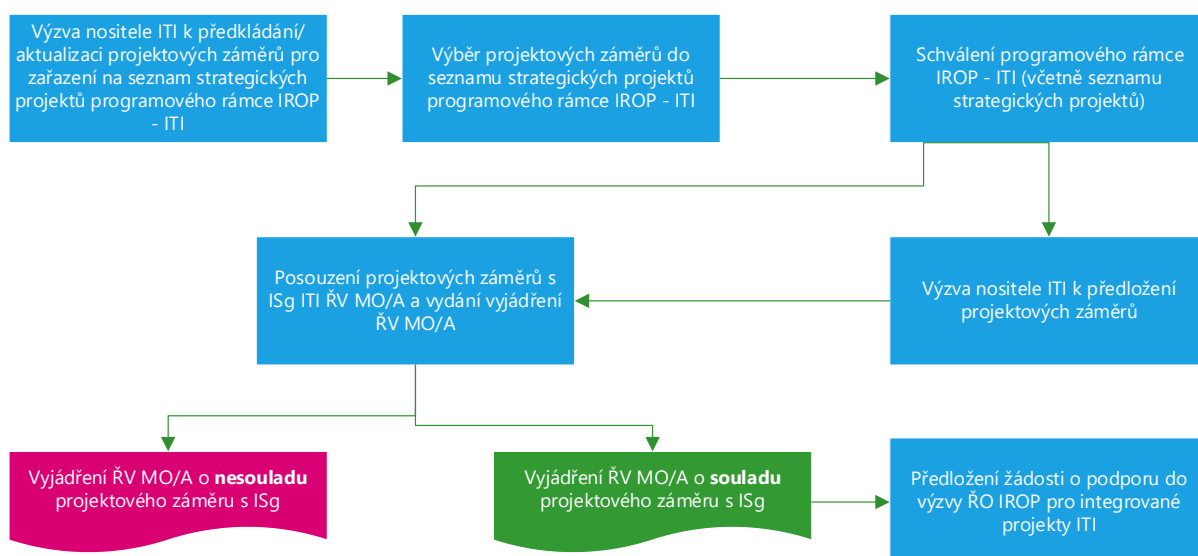 Výzva nositele ITI k předkládání/
aktualizaci projektových záměrů pro
zařazení na seznam strategických
projektů programového rámce IROP
- ITI
Výběr projektových záměrů do
seznamu strategických projektů
programového rámce IROP - ITI
Schválení programového rámce
IROP - ITI (včetně seznamu
strategických projektů)
Posouzení projektových záměrů s
ISg ITI ŘV MO/A a vydání vyjádření
ŘV MO/A
Výzva nositele ITI k předložení
projektových záměrů
Vyjádření ŘV MO/A o nesouladu
projektového záměru s ISg
Vyjádření ŘV MO/A o souladu
projektového záměru s ISg
Předložení žádosti o podporu do
výzvy ŘO IROP pro integrované
projekty ITI